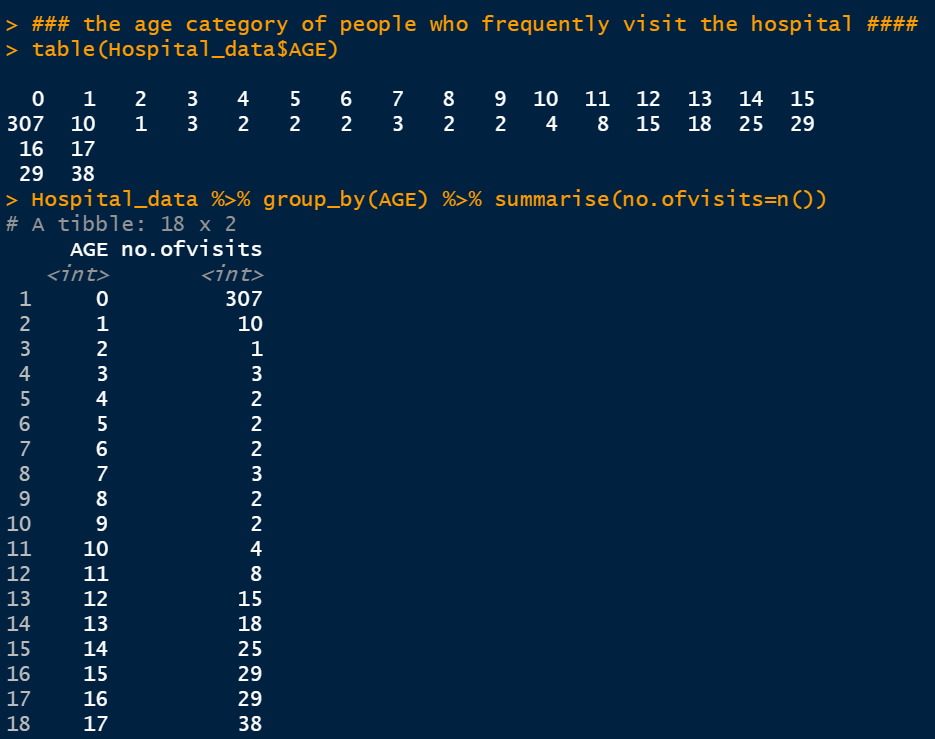 > ### the age category of people who frequently visit the hospital ####
> table(Hospital_data$AGE)
0 1 2 3 4 5 6 7 8 9 10 11 12 13 14 15
307 10 1 3 2 2 2 3 2 2 4 8 15 18 25 29
16 17
29 38
> Hospital_data %>% group_by(AGE) %>% summarise(no.ofvisits=n())
# A tibble: 18 x 2
AGE no.ofvisits
<int> <int>
1 0 307
2 1 10
3 2 1
4 3 3
5 4 2
6 5 2
7 6 2
8 7 3
9 8 2
10 9 2
11 10 4
12 11 8
13 12 15
14 13 18
15 14 25
16 15 29
17 16 29
18 17 38